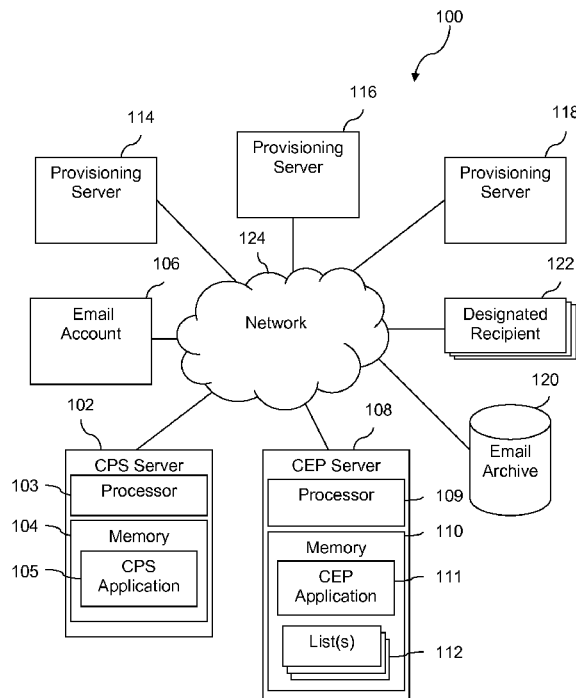 100
114
116
118
Provisioning
Server
Provisioning
Server
Provisioning
Server
124
106
122
Email
Account
Network
Designated
Recipient
102
108
120
CPS Server
CEP Server
Email
Archive
103
Processor
Processor
109
104
Memory
110
Memory
105
CPS
Application
CEP
Application
111
List(s)
112